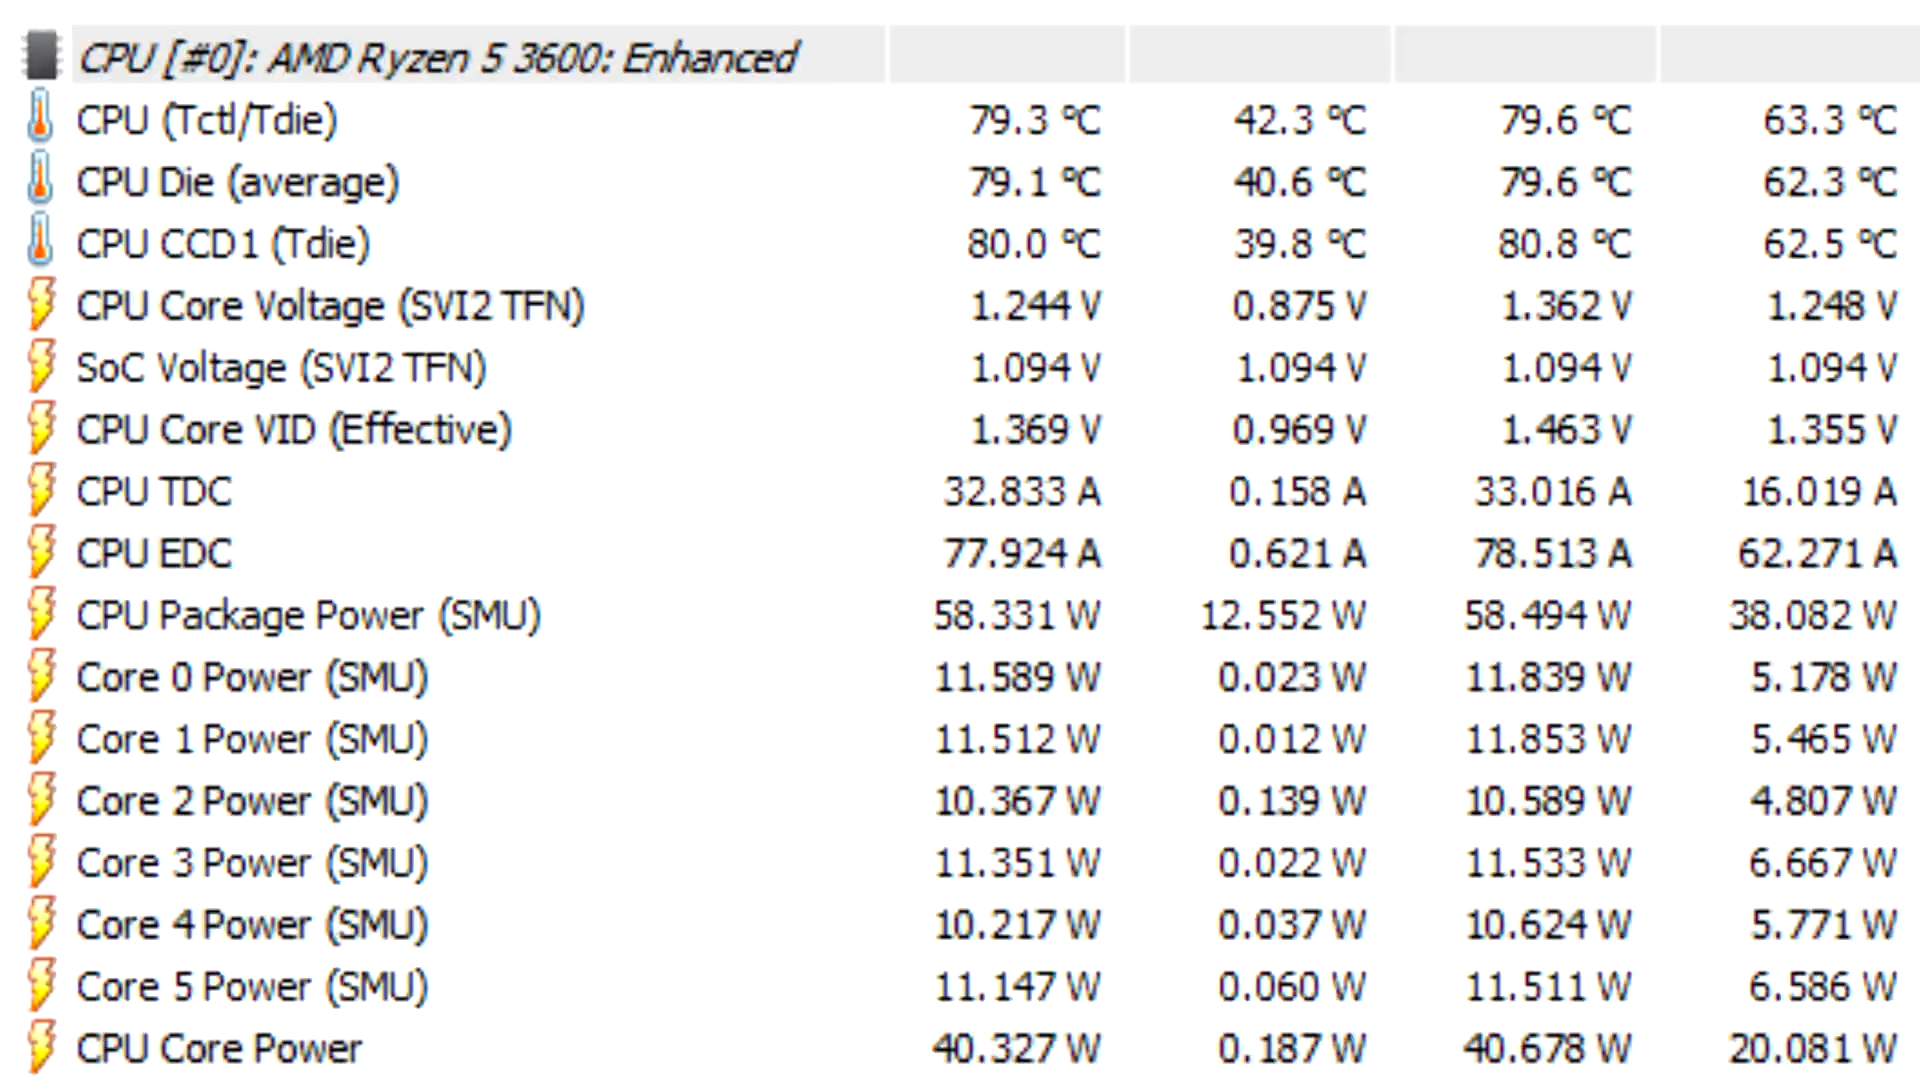 CPU [#0]: AMD Ryzen 5 3600: Enhanced
CPU (Tctl/Tdie) 79.3 °C 42.3 °C 79.6 °C 63.3 °C
CPU Die (average) 79.1 °C 40.6 °C 79.6 °C 62.3 °C
CPU CCD1 (Tdie) 80.0 °C 39.8 °C 80.8 °C 62.5 °C
CPU Core Voltage (SVI2 TFN) 1.244 V 0.875 V 1.362 V 1.248 V
SoC Voltage (SVI2 TFN) 1.094 V 1.094 V 1.094 V 1.094 V
CPU Core VID (Effective) 1.369 V 0.969 V 1.463 V 1.355 V
CPU TDC 32.833 A 0.158 A 33.016 A 16.019 A
CPU EDC 77.924 A 0.621 A 78.513 A 62.271 A
CPU Package Power (SMU) 58.331 W 12.552 W 58.494 W 38.082 W
Core 0 Power (SMU) 11.589 W 0.023 W 11.839 W 5.178 W
Core 1 Power (SMU) 11.512 W 0.012 W 11.853 W 5.465 W
Core 2 Power (SMU) 10.367 W 0.139 W 10.589 W 4.807 W
Core 3 Power (SMU) 11.351 W 0.022 W 11.533 W 6.667 W
Core 4 Power (SMU) 10.217 W 0.037 W 10.624 W 5.771 W
Core 5 Power (SMU) 11.147 W 0.060 W 11.511 W 6.586 W
CPU Core Power 40.327 W 0.187 W 40.678 W 20.081 W